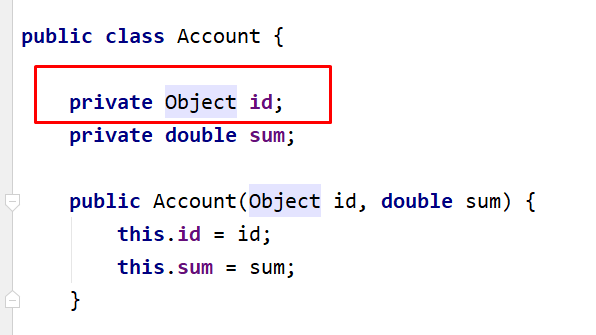 public class Account {
private Object id;
private double sum;
public Account(Object id, double sum) {
this.id = id;
this.sum = sum;
}